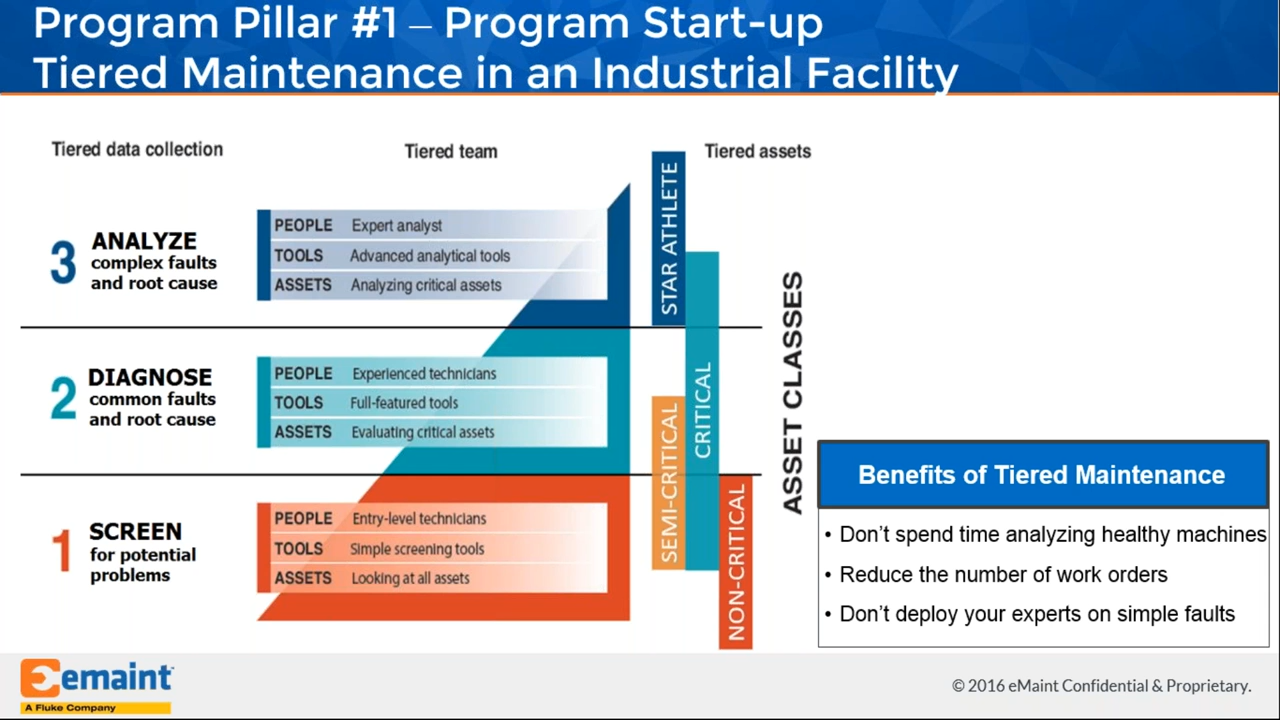 Program Pillar #1 – Program Start-up
Tiered Maintenance in an Industrial Facility
Tiered data collection
Tiered team
Tiered assets
3
ANALYZE
complex faults
and root cause
PEOPLE Expert analyst
TOOLS Advanced analytical tools
ASSETS Analyzing critical assets
2
DIAGNOSE
common faults
and root cause
PEOPLE Experienced technicians
TOOLS Full-featured tools
ASSETS Evaluating critical assets
1
SCREEN
for potential
problems
PEOPLE Entry-level technicians
TOOLS Simple screening tools
ASSETS Looking at all assets
STAR ATHLETE
SEMI-CRITICAL
CRITICAL
NON-CRITICAL
ASSET CLASSES
Benefits of Tiered Maintenance
• Don’t spend time analyzing healthy machines
• Reduce the number of work orders
• Don’t deploy your experts on simple faults
emaint™
A Fluke Company
© 2016 eMaint Confidential & Proprietary.